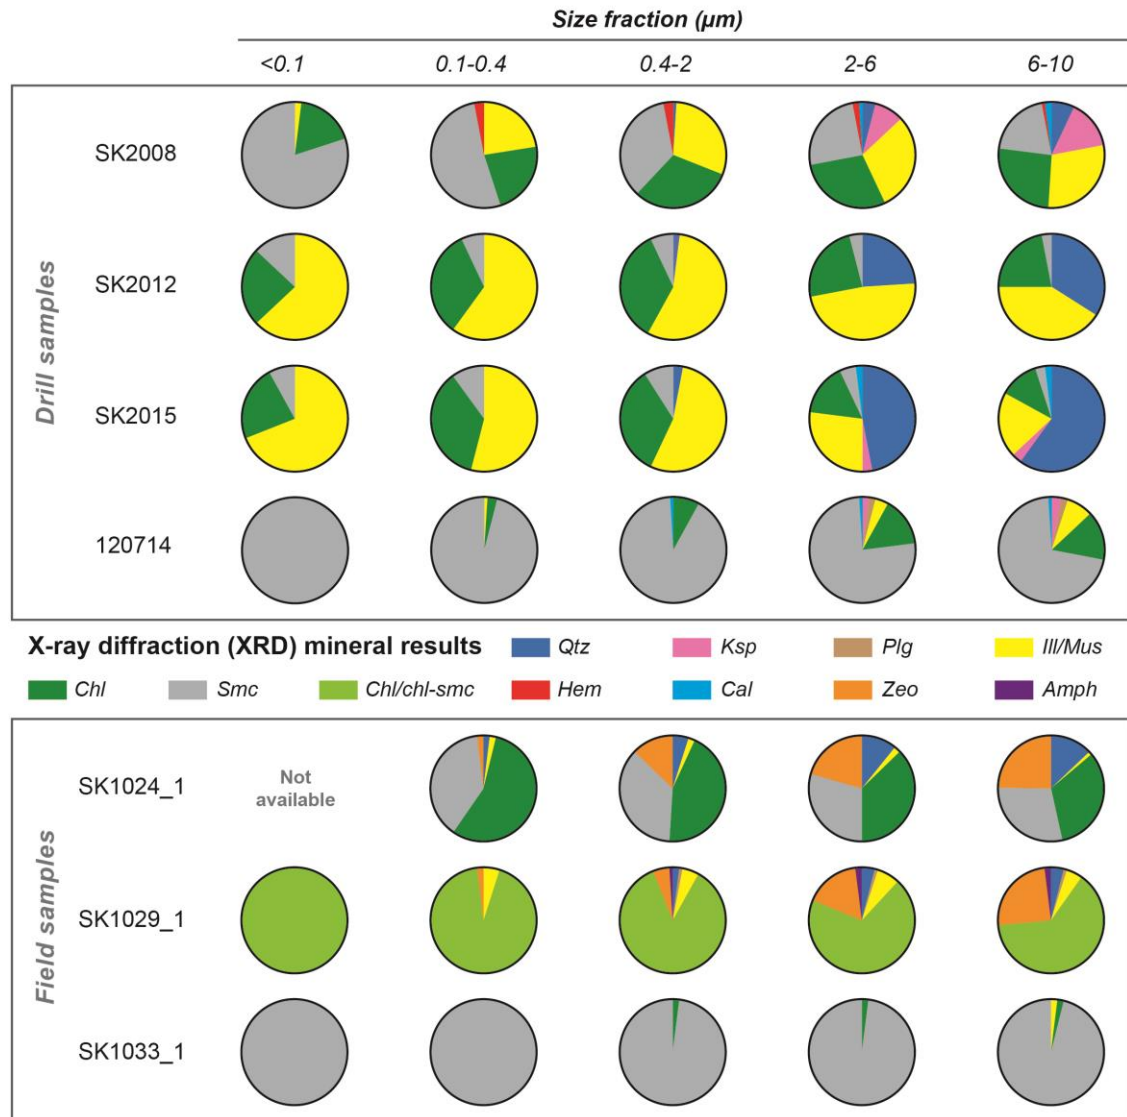 Size fraction (µm)
<0.1 0.1-0.4 0.4-2 2-6 6-10
Drill samples
SK2008
SK2012
SK2015
120714
X-ray diffraction (XRD) mineral results Qtz Ksp Plg Ill/Mus
Chl Smc Chl/chl-smc Hem Cal Zeo Amph
Field samples
SK1024_1 Not
available
SK1029_1
SK1033_1